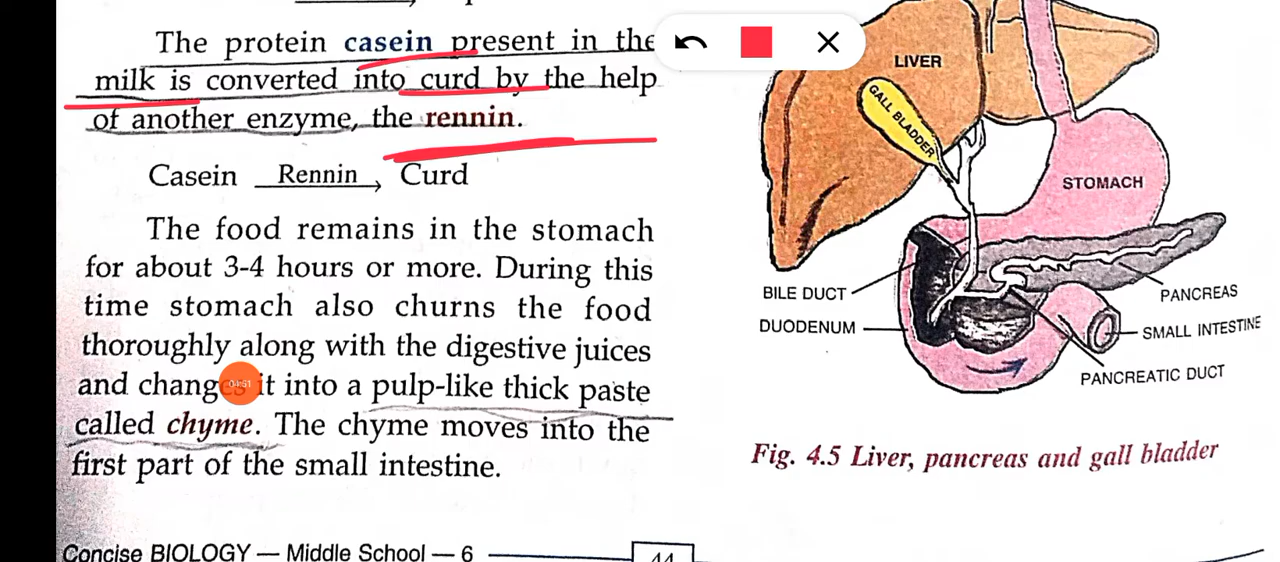 The protein casein present in the
milk is converted into curd by the help
of another enzyme, the rennin.
Casein Rennin Curd
The food remains in the stomach
for about 3-4 hours or more. During this
time stomach also churns the food
thoroughly along with the digestive juices
and changes it into a pulp-like thick paste
called chyme. The chyme moves into the
first part of the small intestine.
LIVER
GALL BLADDER
STOMACH
BILE DUCT
DUODENUM
PANCREAS
SMALL INTESTINE
PANCREATIC DUCT
Fig. 4.5 Liver, pancreas and gall bladder
Concise BIOLOGY — Middle School — 6
44